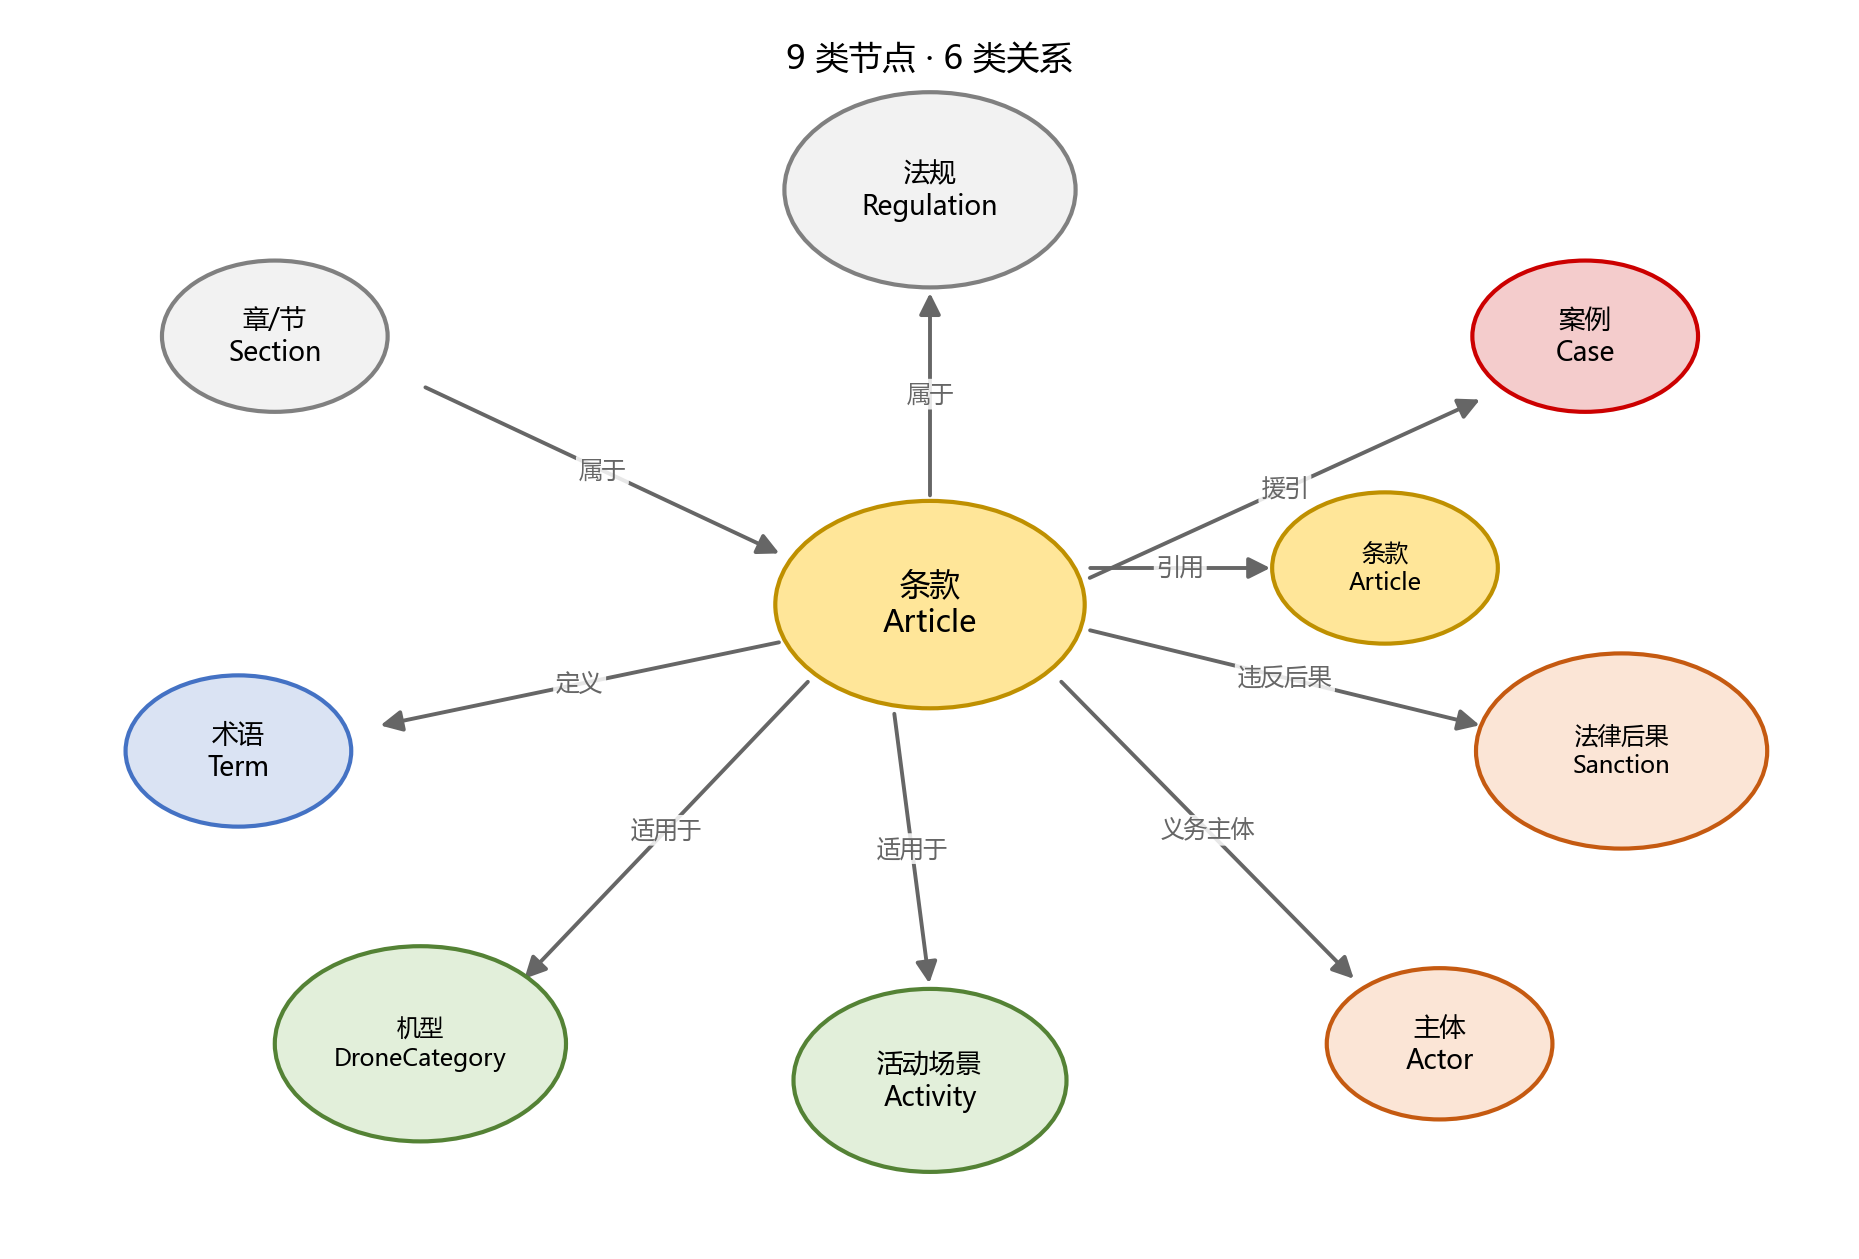 9 类节点 · 6 类关系
法规
Regulation
章/节
Section
案例
Case
属于
属于
援引
条款
Article
引用
条款
Article
定义
违反后果
术语
Term
法律后果
Sanction
适用于
适用于
义务主体
机型
DroneCategory
活动场景
Activity
主体
Actor